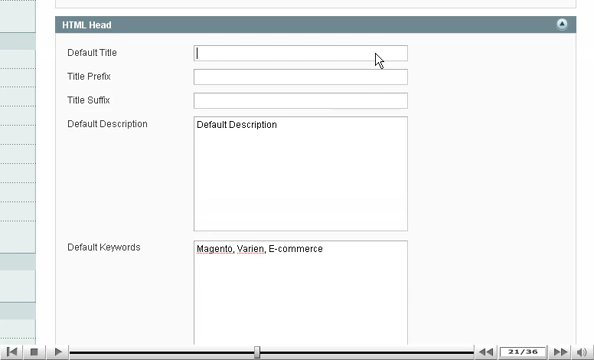 HTML Head
Default Title
Title Prefix
Title Suffix
Default Description
Default Description
Default Keywords
Magento, Varien, E-commerce
21/36